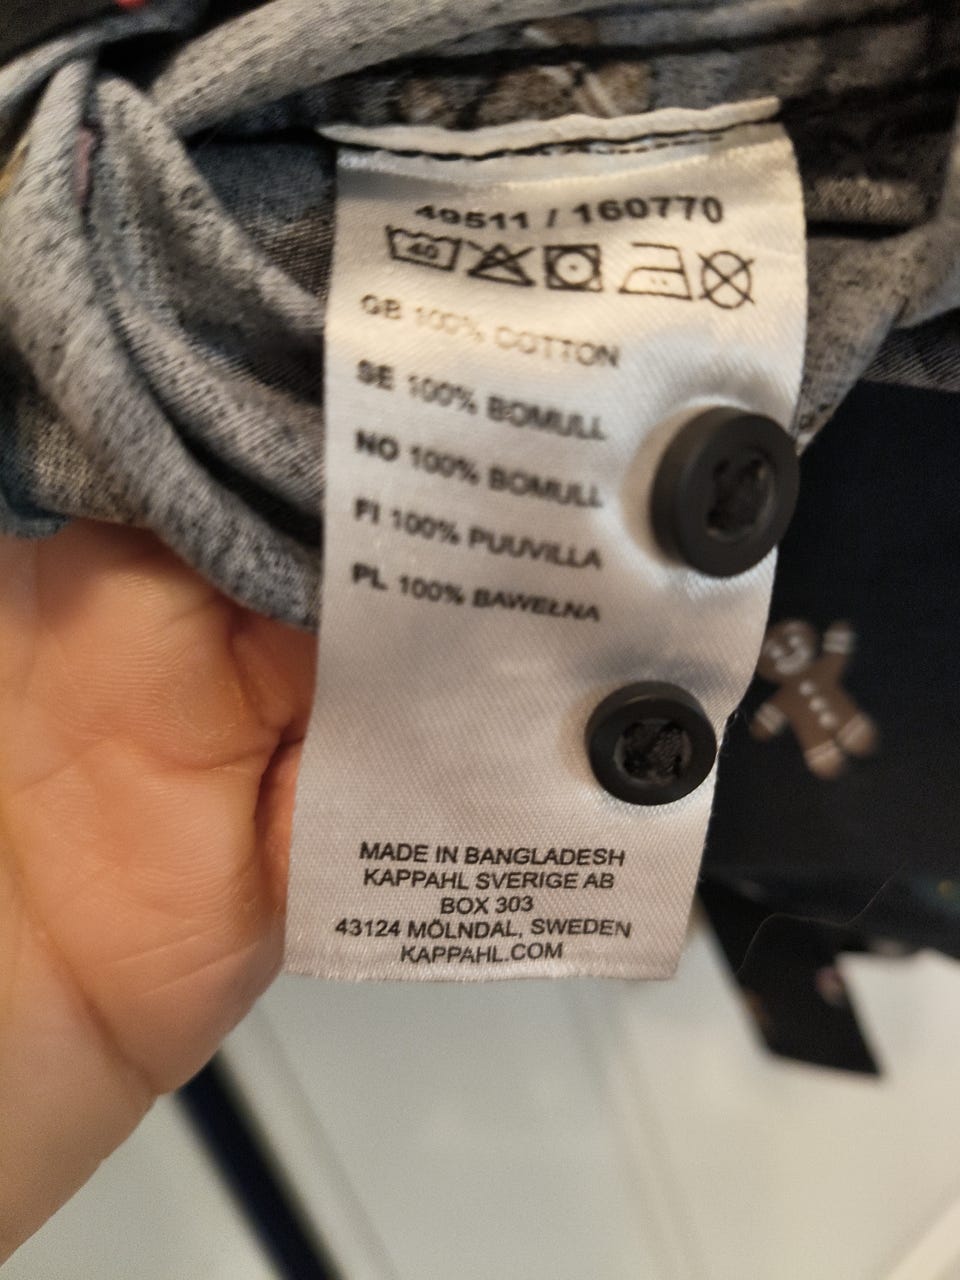 49511 / 160770
40
GB 100% COTTON
SE 100% BOMULL
NO 100% BOMULL
FI 100% PUUVILLA
PL 100% BAWEŁNA
MADE IN BANGLADESH
KAPPAHL SVERIGE AB
BOX 303
43124 MÖLNDAL, SWEDEN
KAPPAHL.COM